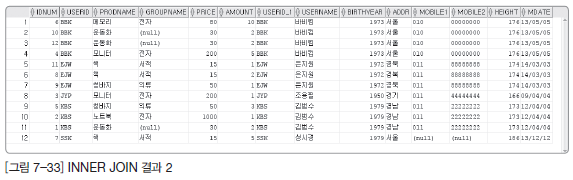 IDNUM USERID PRODNAME GROUPNAME PRICE AMOUNT USERID_1 USERNAME BIRTHYEAR ADDR MOBILE1 MOBILE2 HEIGHT MDATE
1 6 BBK 메모리 전자 80 10 BBK 바비킴 1973 서울 010 00000000 176 13/05/05
2 10 BBK 운동화 (null) 30 2 BBK 바비킴 1973 서울 010 00000000 176 13/05/05
3 12 BBK 운동화 (null) 30 2 BBK 바비킴 1973 서울 010 00000000 176 13/05/05
4 4 BBK 모니터 전자 200 5 BBK 바비킴 1973 서울 010 00000000 176 13/05/05
5 11 EJW 책 서적 15 1 EJW 은지원 1972 경북 011 88888888 174 14/03/03
6 8 EJW 책 서적 15 2 EJW 은지원 1972 경북 011 88888888 174 14/03/03
7 9 EJW 청바지 의류 50 1 EJW 은지원 1972 경북 011 88888888 174 14/03/03
8 3 JYP 모니터 전자 200 1 JYP 조용필 1950 경기 011 44444444 166 09/04/04
9 5 KBS 청바지 의류 50 3 KBS 김범수 1979 경남 011 22222222 173 12/04/04
10 2 KBS 노트북 전자 1000 1 KBS 김범수 1979 경남 011 22222222 173 12/04/04
11 1 KBS 운동화 (null) 30 2 KBS 김범수 1979 경남 011 22222222 173 12/04/04
12 7 SSK 책 서적 15 5 SSK 성시경 1979 서울 (null) (null) 186 13/12/12
[그림 7-33] INNER JOIN 결과 2